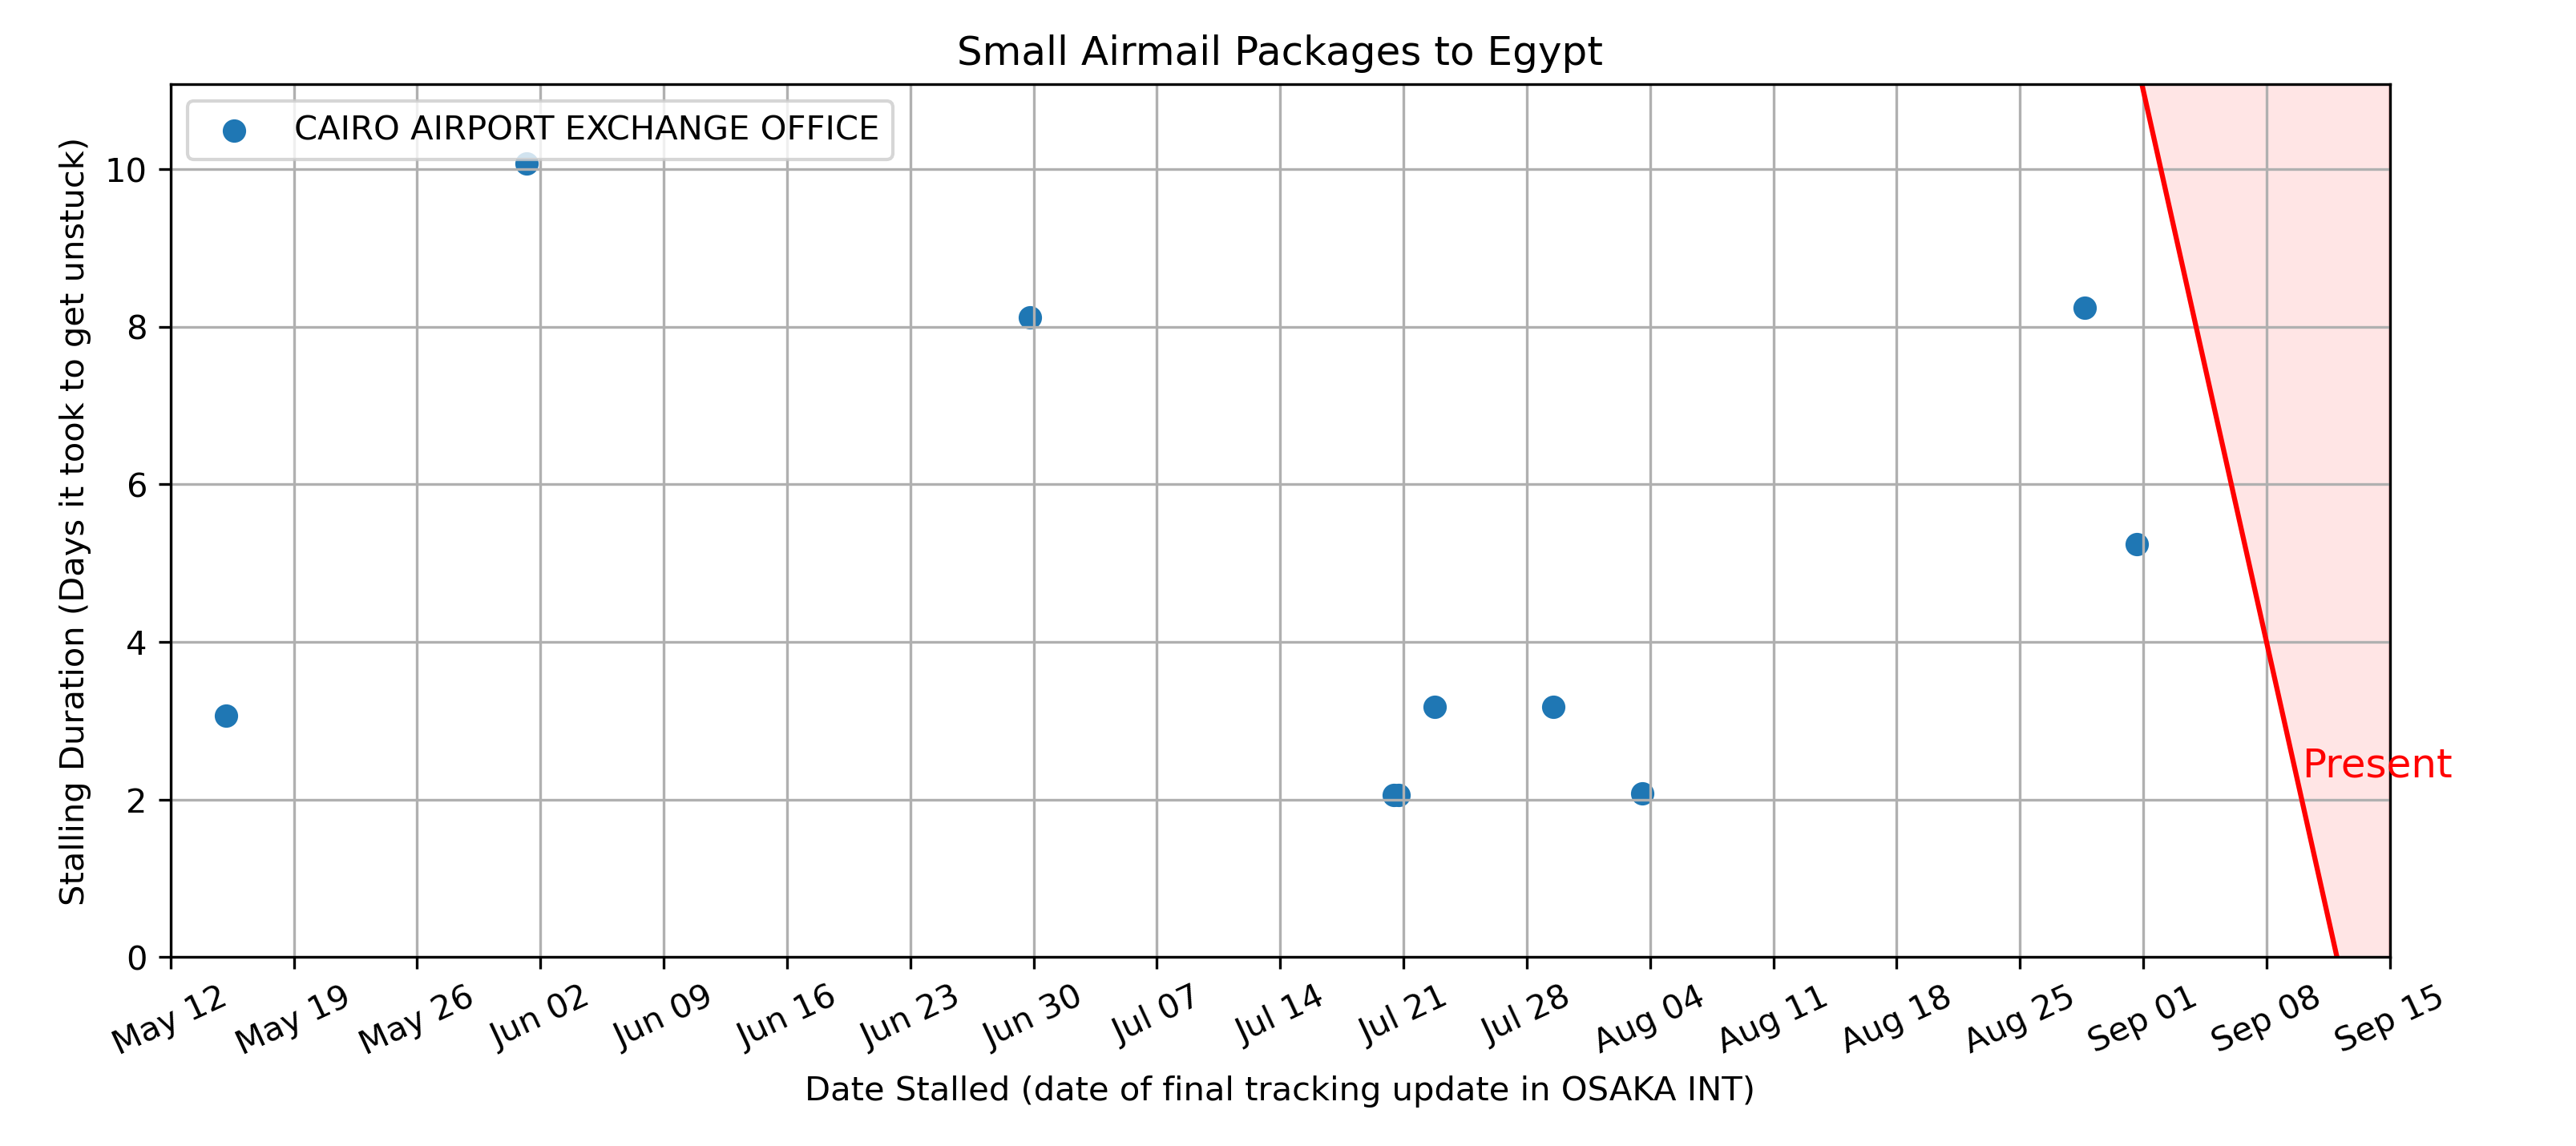 Small Airmail Packages to Egypt
CAIRO AIRPORT EXCHANGE OFFICE
Stalling Duration (Days it took to get unstuck)
10
8
6
4
2
0
Present
May 12
May 19
May 26
Jun 02
Jun 09
Jun 16
Jun 23
Jun 30
Jul 07
Jul 14
Jul 21
Jul 28
Aug 04
Aug 11
Aug 18
Aug 25
Sep 01
Sep 08
Sep 15
Date Stalled (date of final tracking update in OSAKA INT)